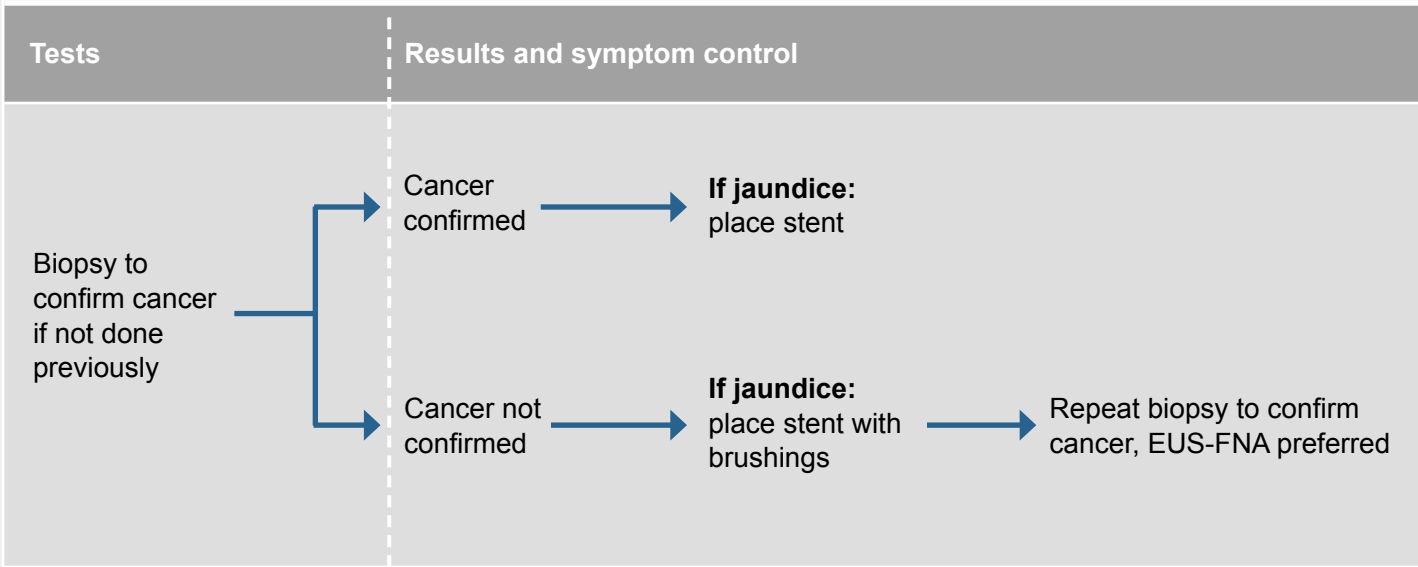 Tests
Results and symptom control
Biopsy to
confirm cancer
if not done
previously
Cancer
confirmed
If jaundice:
place stent
Cancer not
confirmed
If jaundice:
place stent with
brushings
Repeat biopsy to confirm
cancer, EUS-FNA preferred